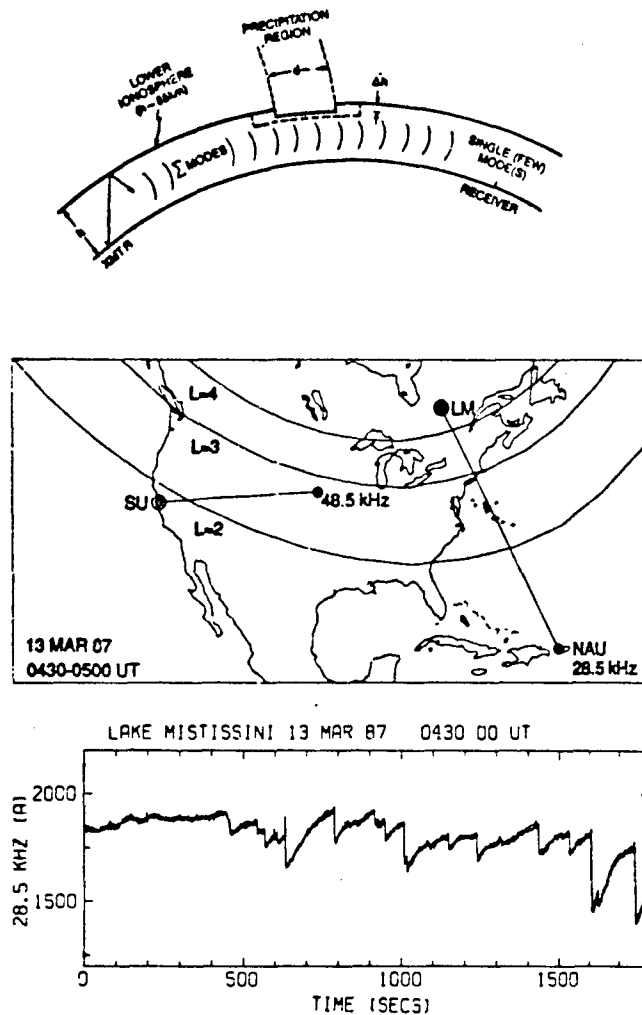 PRECIPITATION
REGION
d
LOWER
IONOSPHERE
Δh
Σ MODES
SINGLE (FEW)
MODE(S)
RECEIVER
h
XMTR
L=4
LM
L=3
SU
48.5 kHz
L=2
13 MAR 87
0430-0500 UT
NAU
28.5 kHz
LAKE MISTISSINI 13 MAR 87 0430 00 UT
28.5 KHZ (A)
2000
1500
0 500 1000 1500
TIME (SECS)